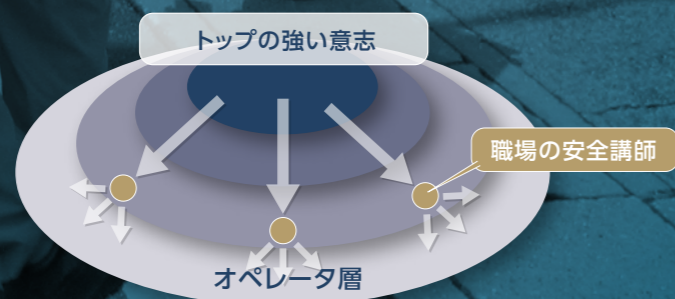 トップの強い意志
職場の安全講師
オペレータ層